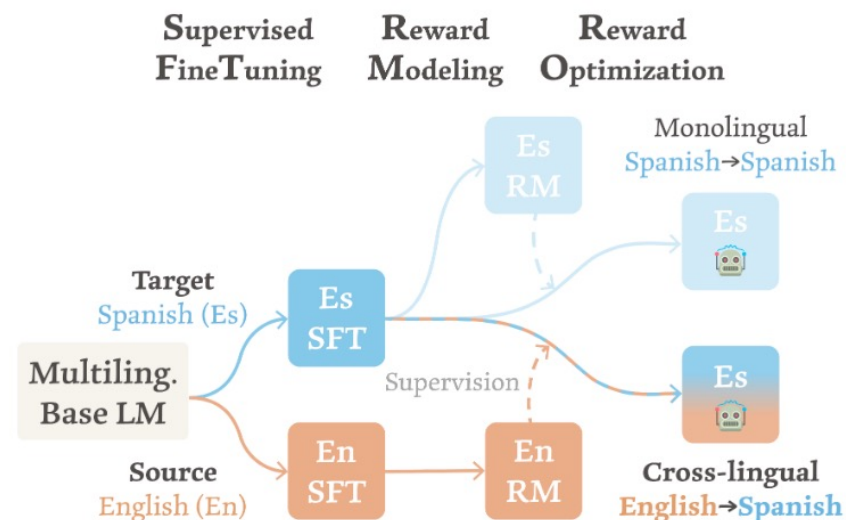 Supervised
FineTuning
Reward
Modeling
Reward
Optimization
Es
RM
Monolingual
Spanish→Spanish
Es
Target
Spanish (Es)
Es
SFT
Multiling.
Base LM
Supervision
Es
Source
English (En)
En
SFT
En
RM
Cross-lingual
English→Spanish